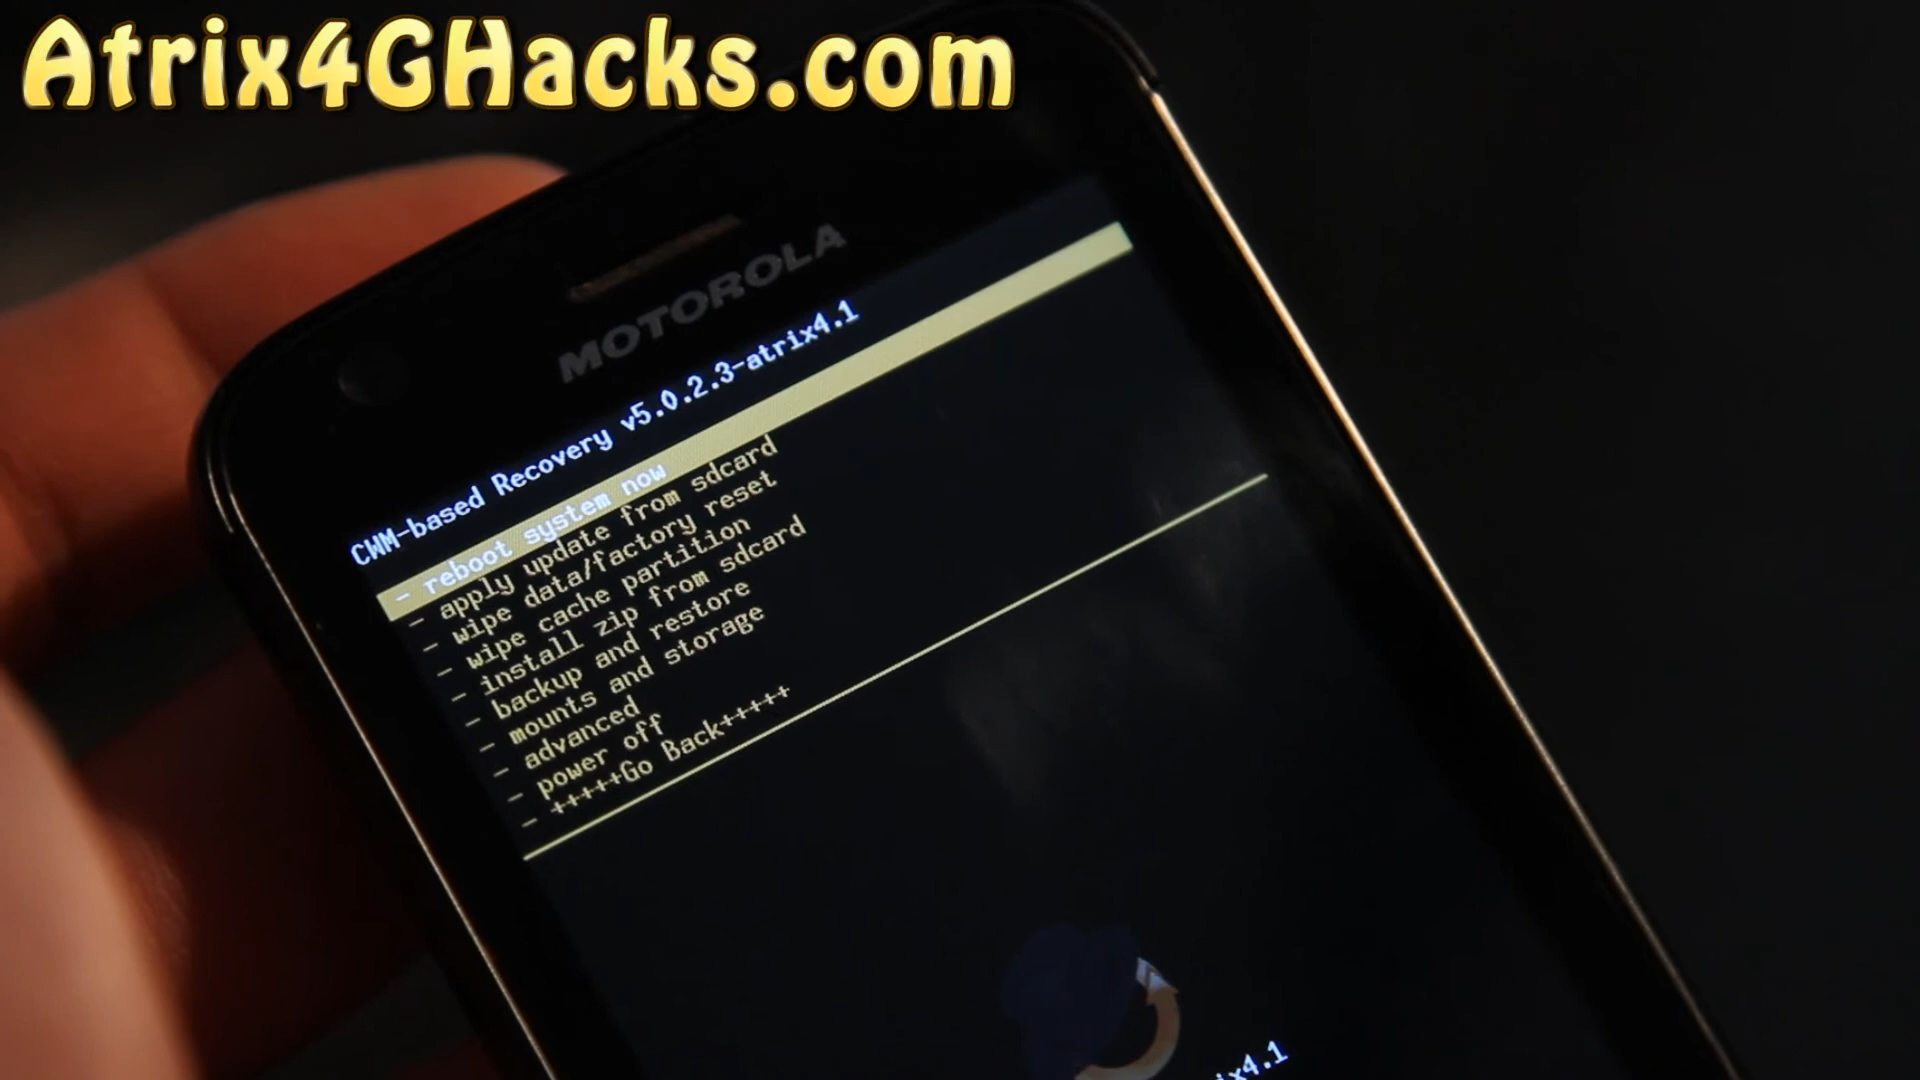 Atrix4GHacks.com
MOTOROLA
CWM-based Recovery v5.0.2.3-atrix4.1
- reboot system now
- apply update from sdcard
- wipe data/factory reset
- wipe cache partition
- install zip from sdcard
- backup and restore
- mounts and storage
- advanced
- power off
- +++++Go Back+++++